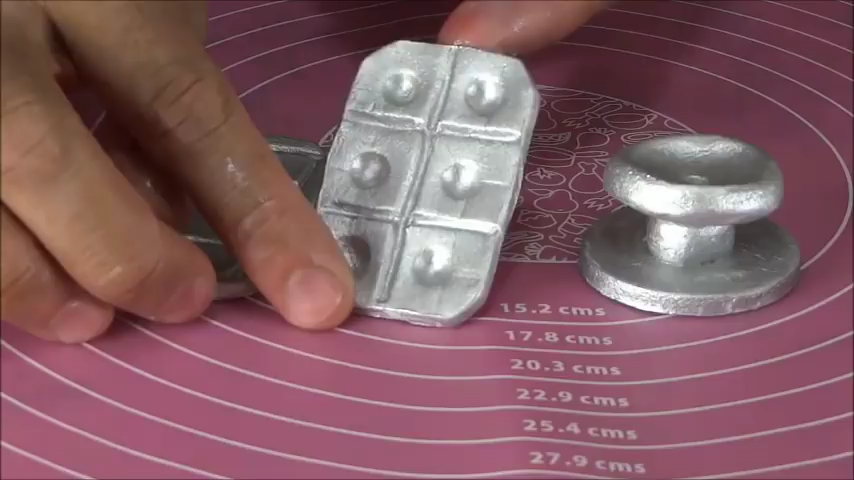 15.2 cms
17.8 cms
20.3 cms
22.9 cms
25.4 cms
27.9 cms